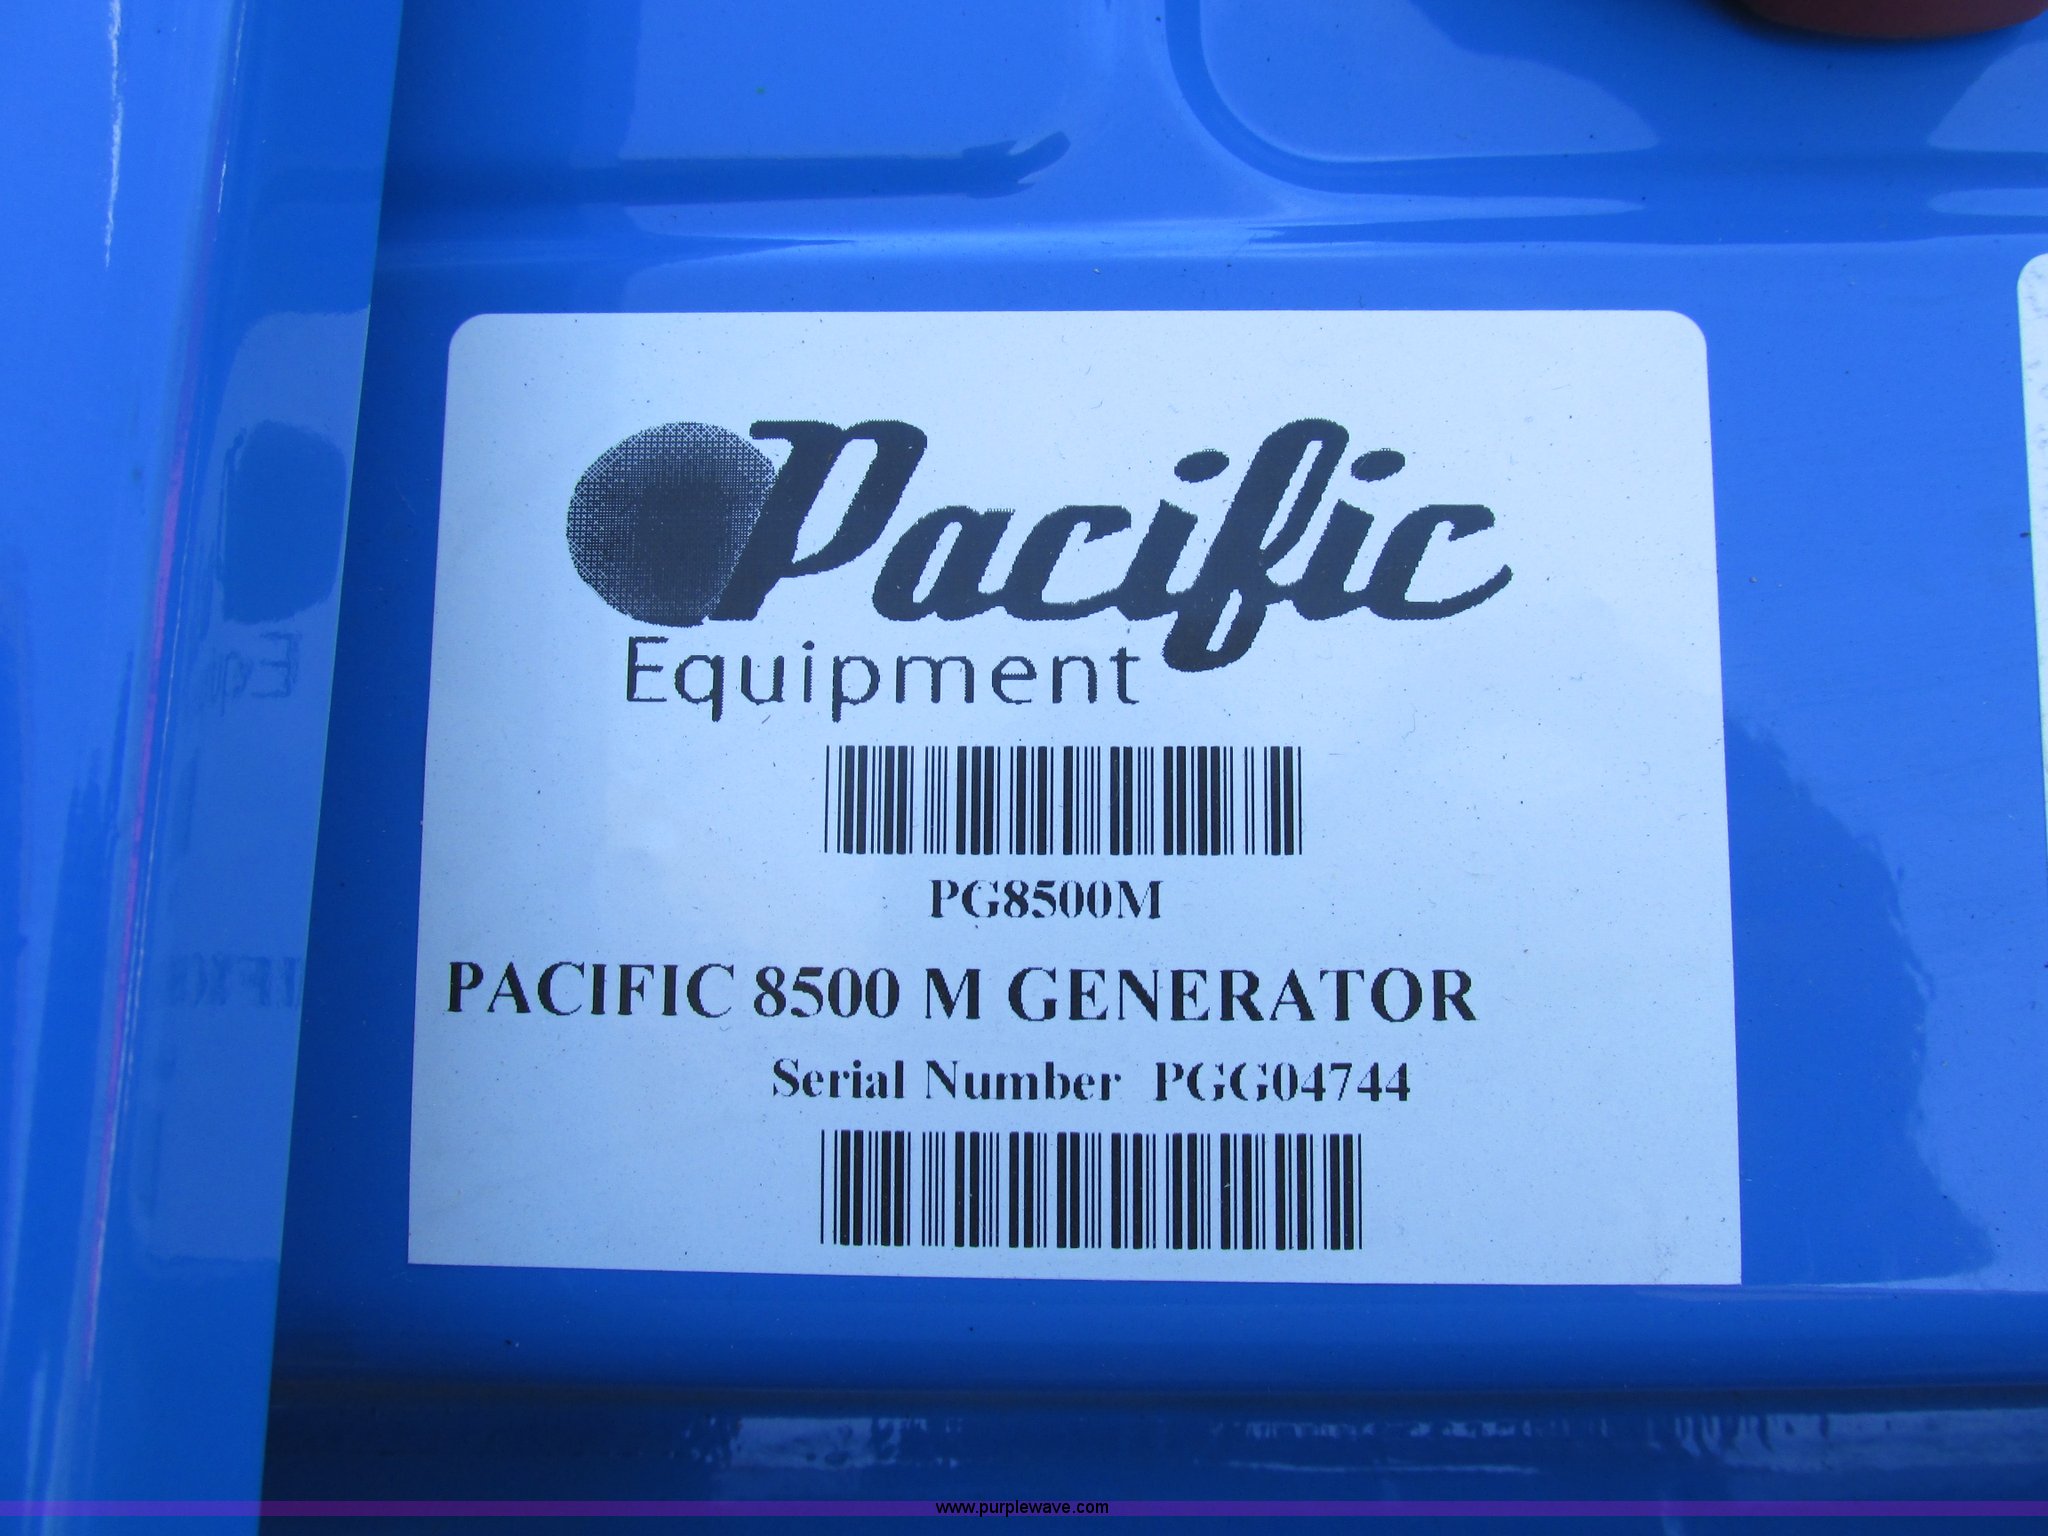 Pacific
Equipment
PG8500M
PACIFIC 8500 M GENERATOR
Serial Number PGG04744
www.purplewave.com